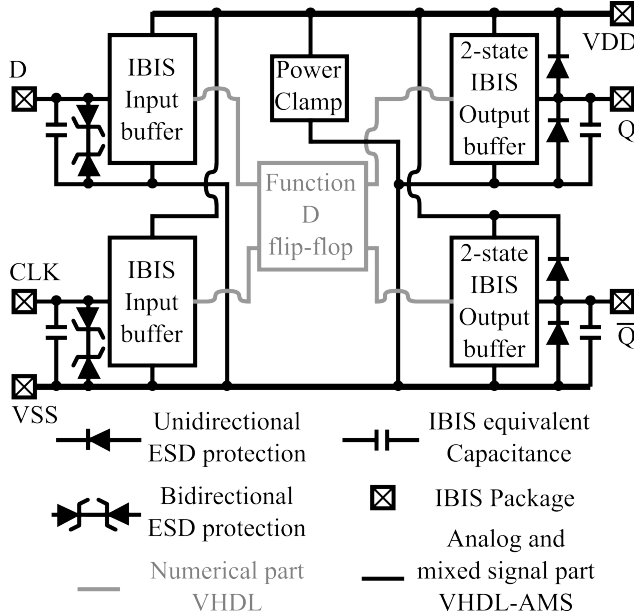 VDD
D
IBIS
Input
buffer
Power
Clamp
2-state
IBIS
Output
buffer
Q
Function
D
flip-flop
CLK
IBIS
Input
buffer
2-state
IBIS
Output
buffer
Q̅
VSS
Unidirectional
ESD protection
IBIS equivalent
Capacitance
Bidirectional
ESD protection
IBIS Package
Numerical part
VHDL
Analog and
mixed signal part
VHDL-AMS